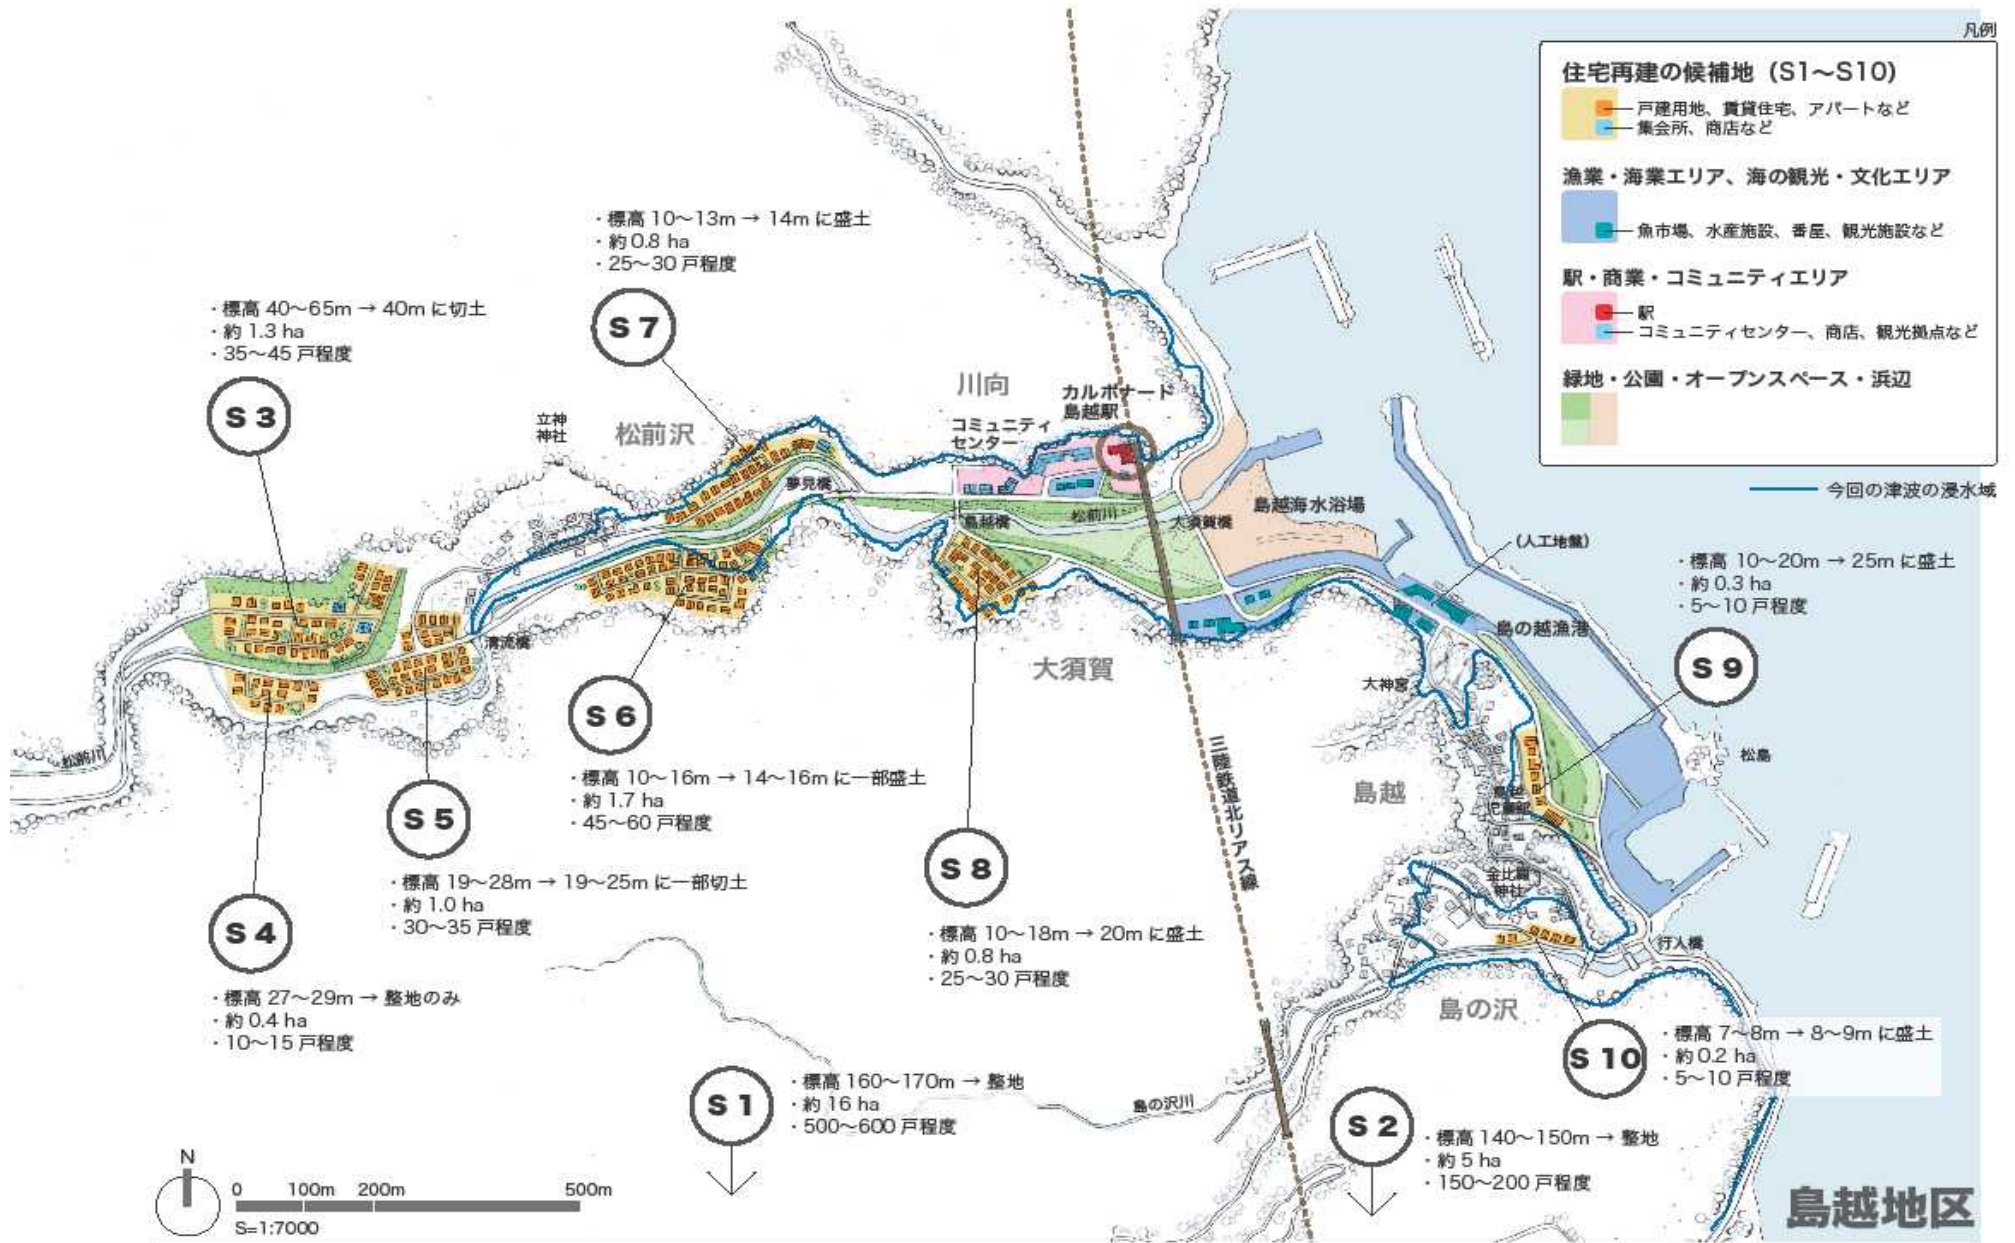 凡例
住宅再建の候補地（S1〜S10）
戸建用地、賃貸住宅、アパートなど
集会所、商店など
漁業・海業エリア、海の観光・文化エリア
魚市場、水産施設、番屋、観光施設など
駅・商業・コミュニティエリア
駅
コミュニティセンター、商店、観光拠点など
緑地・公園・オープンスペース・浜辺
今回の津波の浸水域
・標高 10〜13m → 14m に盛土
・約 0.8 ha
・25〜30 戸程度
S 7
・標高 40〜65m → 40m に切土
・約 1.3 ha
・35〜45 戸程度
S 3
立神
神社
松前沢
川向
カルボナード
島越駅
コミュニティ
センター
夢見橋
島越橋
松前川
大須賀橋
島越海水浴場
（人工地盤）
・標高 10〜20m → 25m に盛土
・約 0.3 ha
・5〜10 戸程度
S 9
島の越漁港
清流橋
大須賀
大神宮
松前川
S 6
・標高 10〜16m → 14〜16m に一部盛土
・約 1.7 ha
・45〜60 戸程度
三陸鉄道北リアス線
松島
島越
島越
児童館
S 5
・標高 19〜28m → 19〜25m に一部切土
・約 1.0 ha
・30〜35 戸程度
S 8
・標高 10〜18m → 20m に盛土
・約 0.8 ha
・25〜30 戸程度
金比羅
神社
行人橋
S 4
・標高 27〜29m → 整地のみ
・約 0.4 ha
・10〜15 戸程度
島の沢
S 10
・標高 7〜8m → 8〜9m に盛土
・約 0.2 ha
・5〜10 戸程度
S 1
・標高 160〜170m → 整地
・約 16 ha
・500〜600 戸程度
島の沢川
S 2
・標高 140〜150m → 整地
・約 5 ha
・150〜200 戸程度
N
0 100m 200m 500m
S=1:7000
島越地区